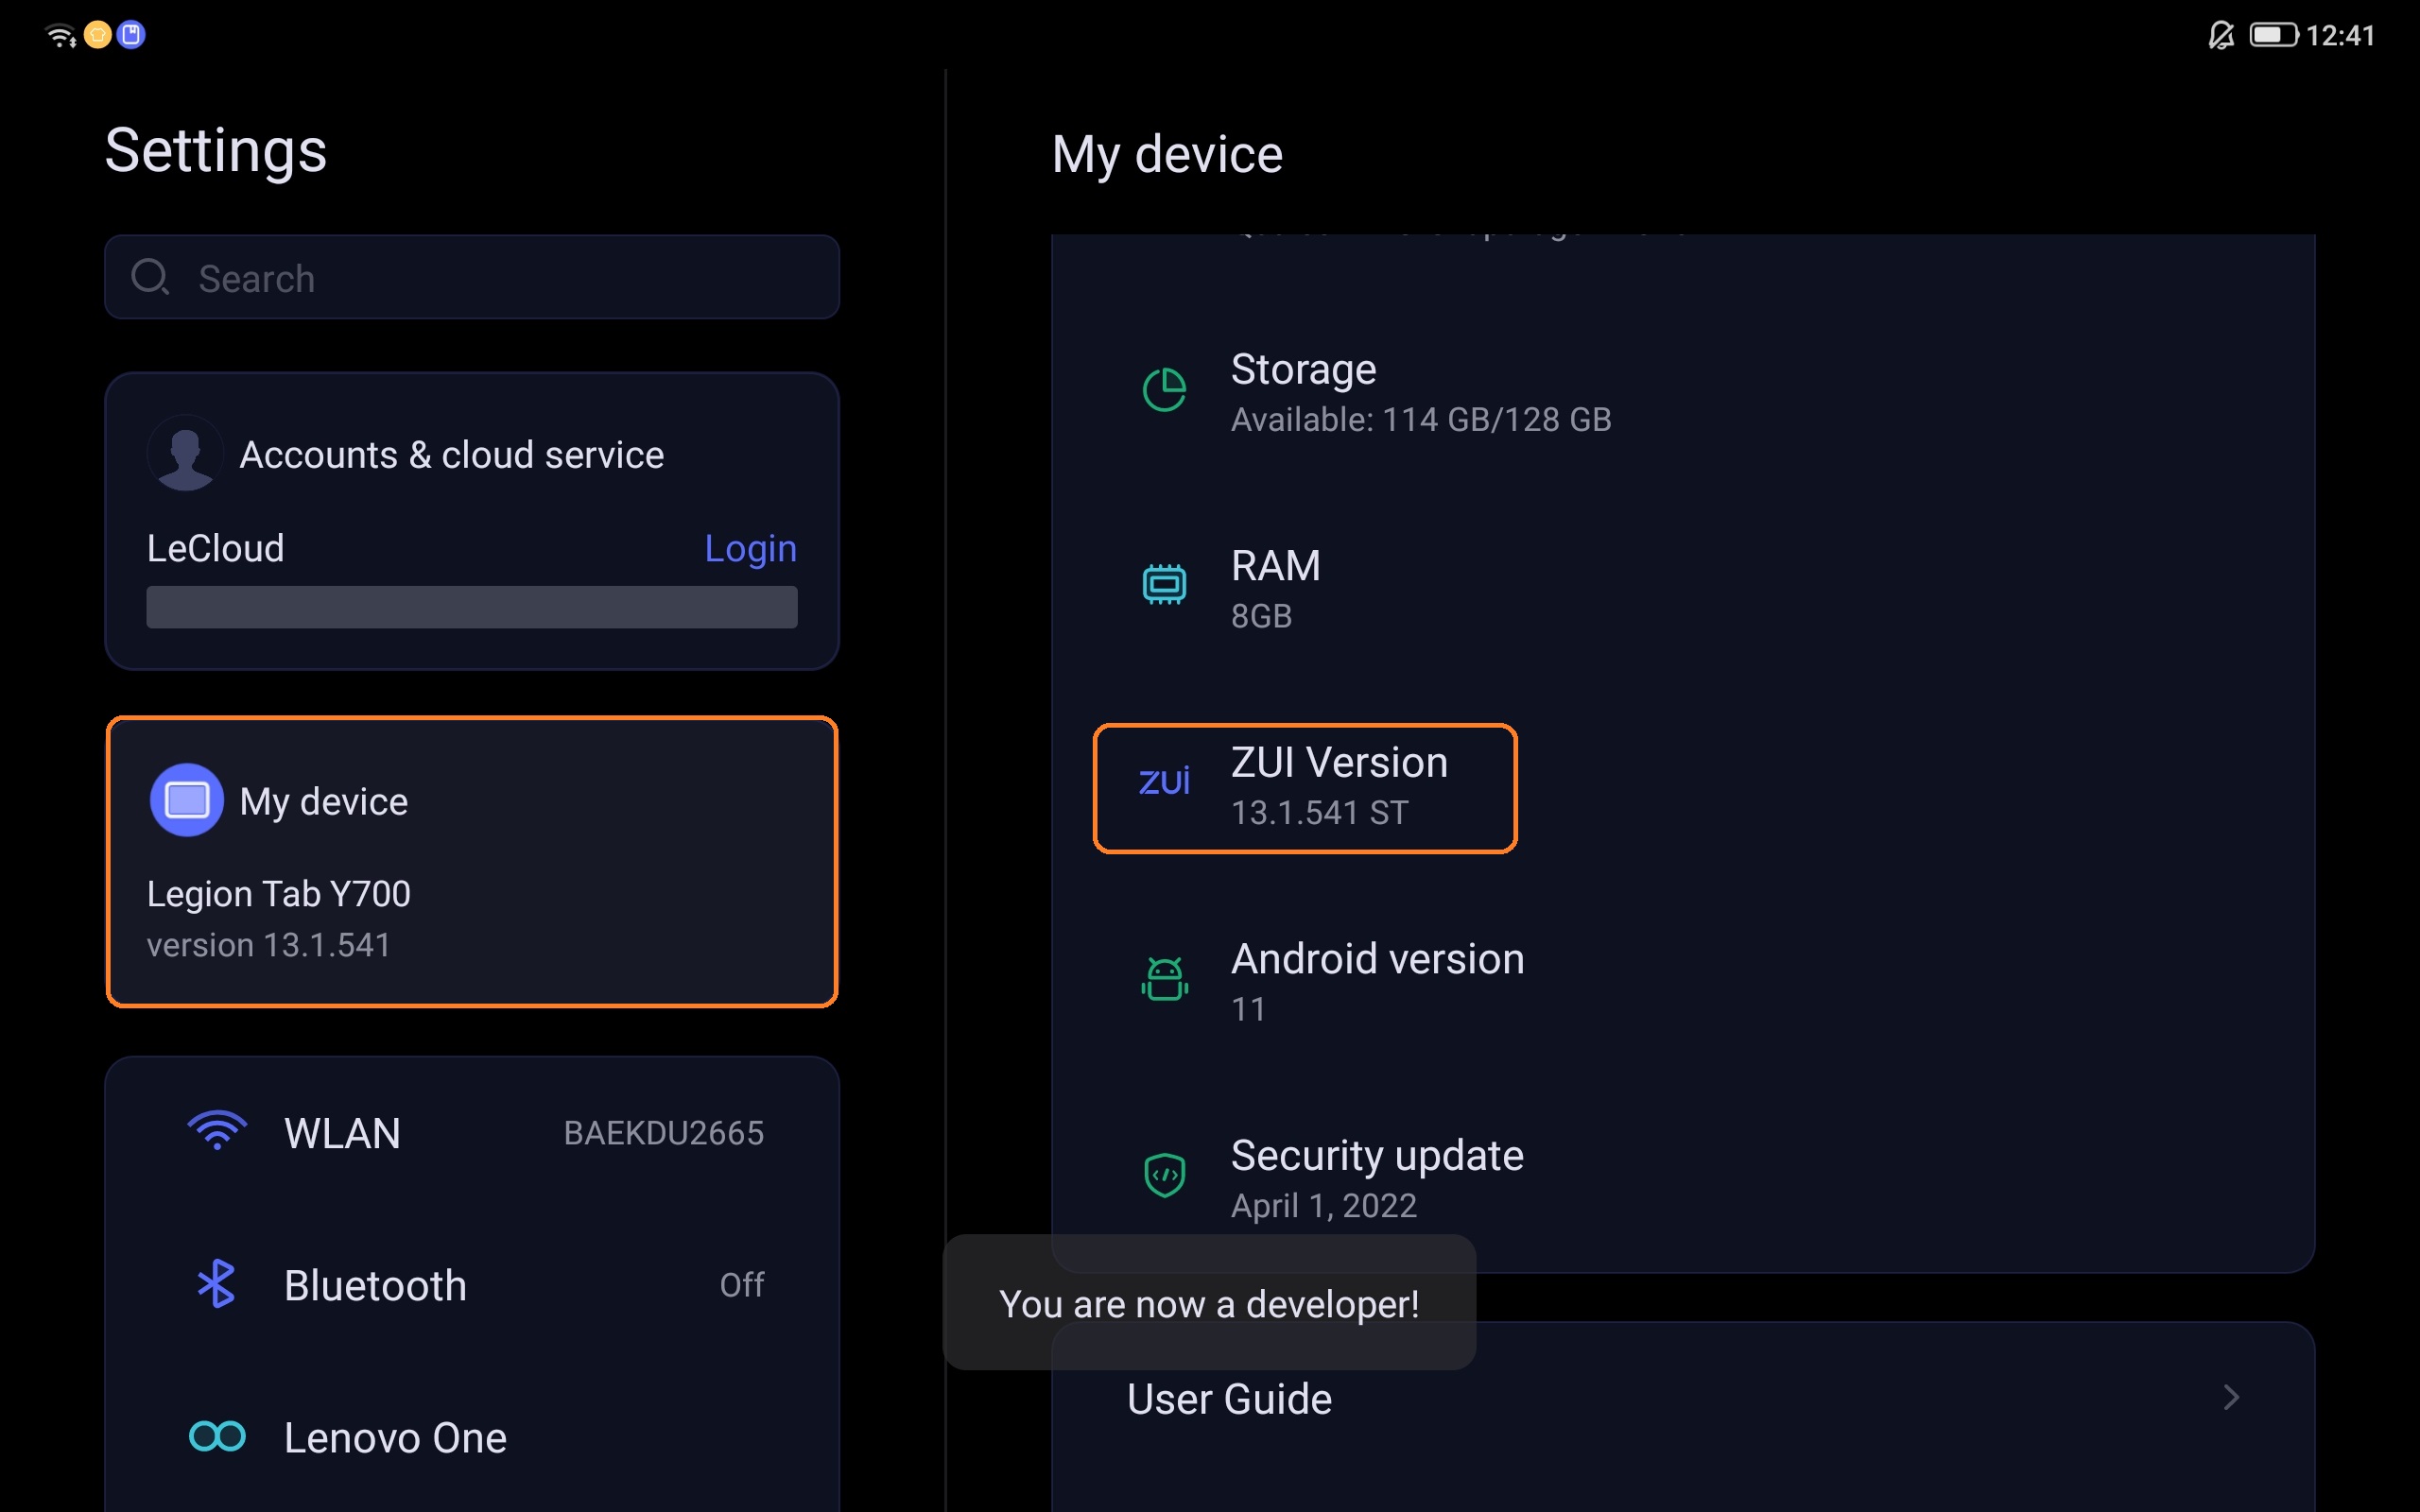 12:41
Settings
Search
Accounts & cloud service
LeCloud Login
My device
Legion Tab Y700
version 13.1.541
WLAN BAEKDU2665
Bluetooth Off
Lenovo One
My device
Storage
Available: 114 GB/128 GB
RAM
8GB
ZUI
ZUI Version
13.1.541 ST
Android version
11
Security update
April 1, 2022
You are now a developer!
User Guide